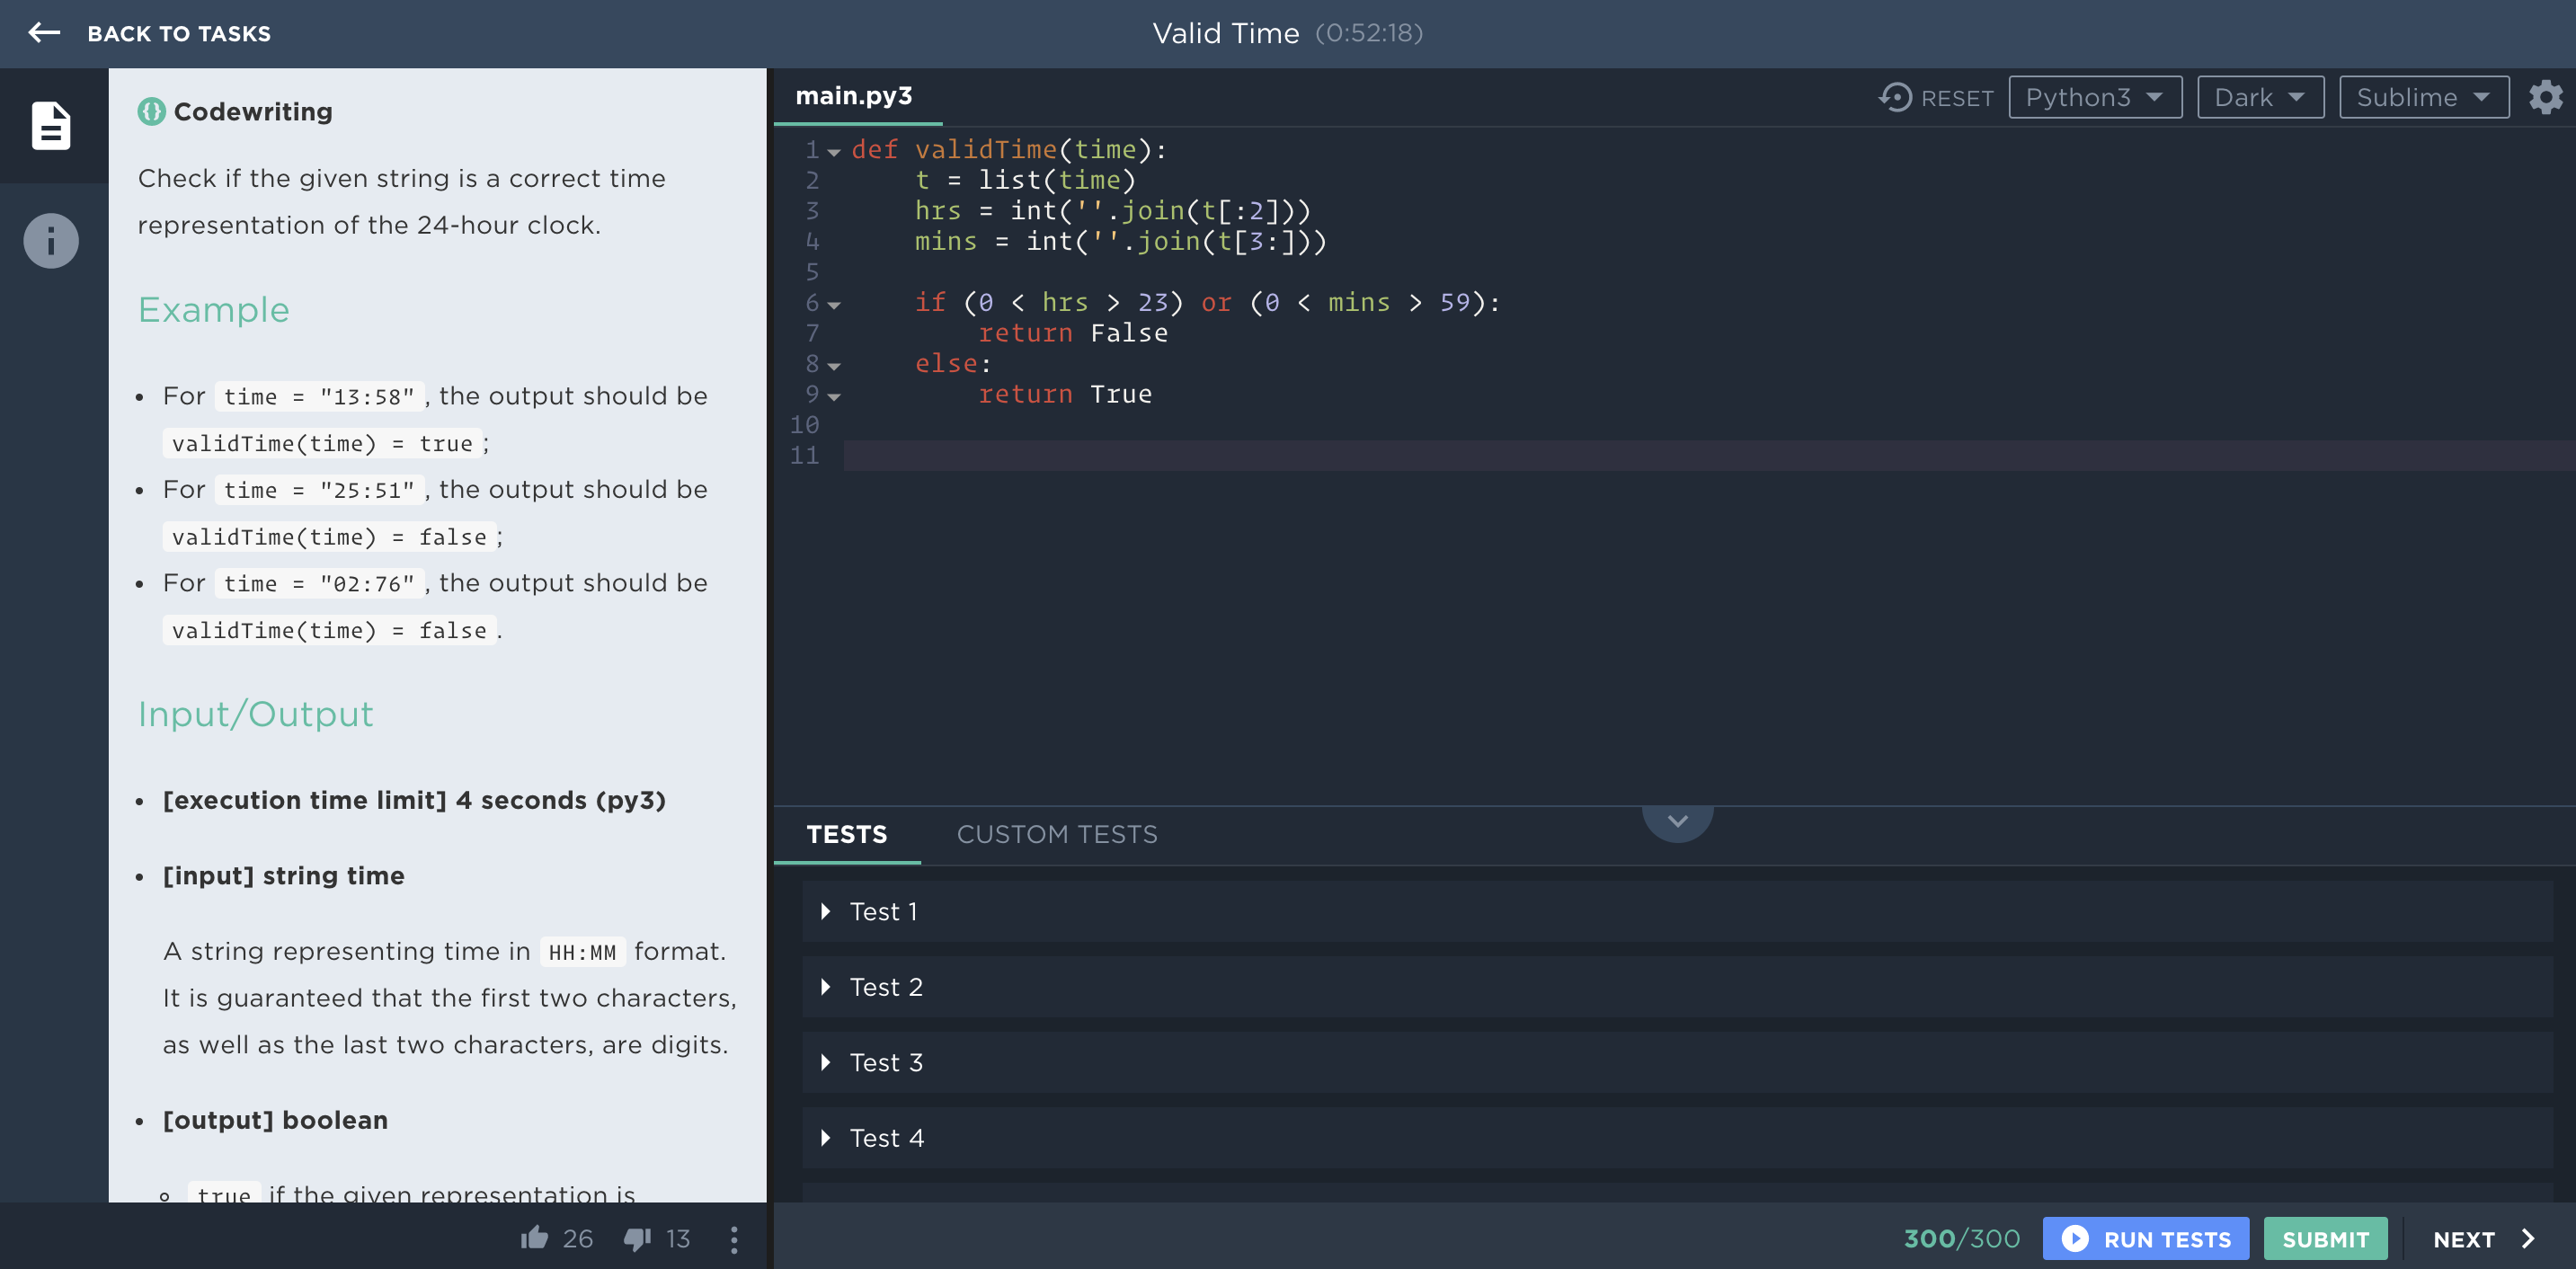 BACK TO TASKS
Valid Time (0:52:18)
Codewriting
Check if the given string is a correct time
representation of the 24-hour clock.
Example
• For time = "13:58", the output should be
validTime(time) = true;
• For time = "25:51", the output should be
validTime(time) = false;
• For time = "02:76", the output should be
validTime(time) = false.
Input/Output
• [execution time limit] 4 seconds (py3)
• [input] string time
A string representing time in HH:MM format.
It is guaranteed that the first two characters,
as well as the last two characters, are digits.
• [output] boolean
true if the given representation is
26 13
main.py3
RESET Python3 Dark Sublime
1 def validTime(time):
2     t = list(time)
3     hrs = int(''.join(t[:2]))
4     mins = int(''.join(t[3:]))
5
6     if (0 < hrs > 23) or (0 < mins > 59):
7         return False
8     else:
9         return True
10
11
TESTS CUSTOM TESTS
Test 1
Test 2
Test 3
Test 4
300/300 RUN TESTS SUBMIT NEXT